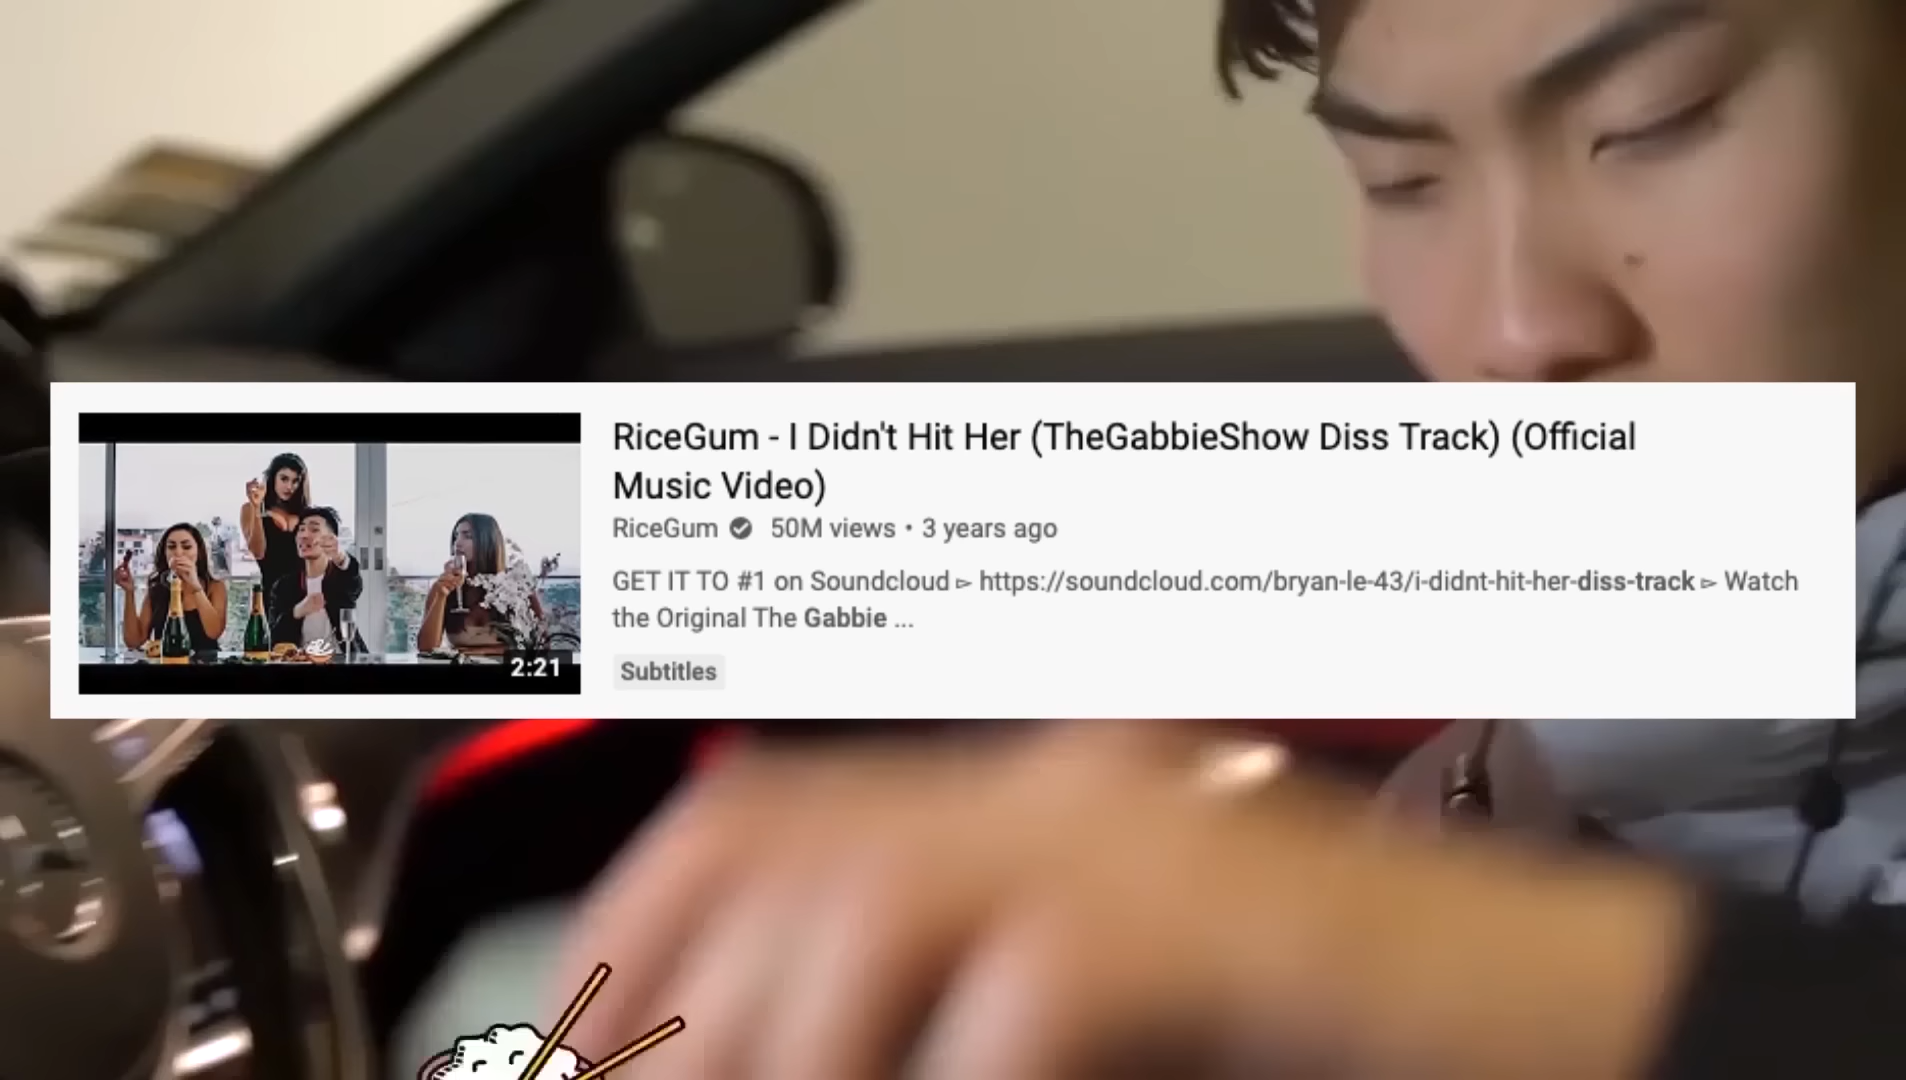 RiceGum - I Didn't Hit Her (TheGabbieShow Diss Track) (Official
Music Video)
RiceGum 50M views • 3 years ago
GET IT TO #1 on Soundcloud ▻ https://soundcloud.com/bryan-le-43/i-didnt-hit-her-diss-track ▻ Watch
the Original The Gabbie ...
Subtitles
2:21